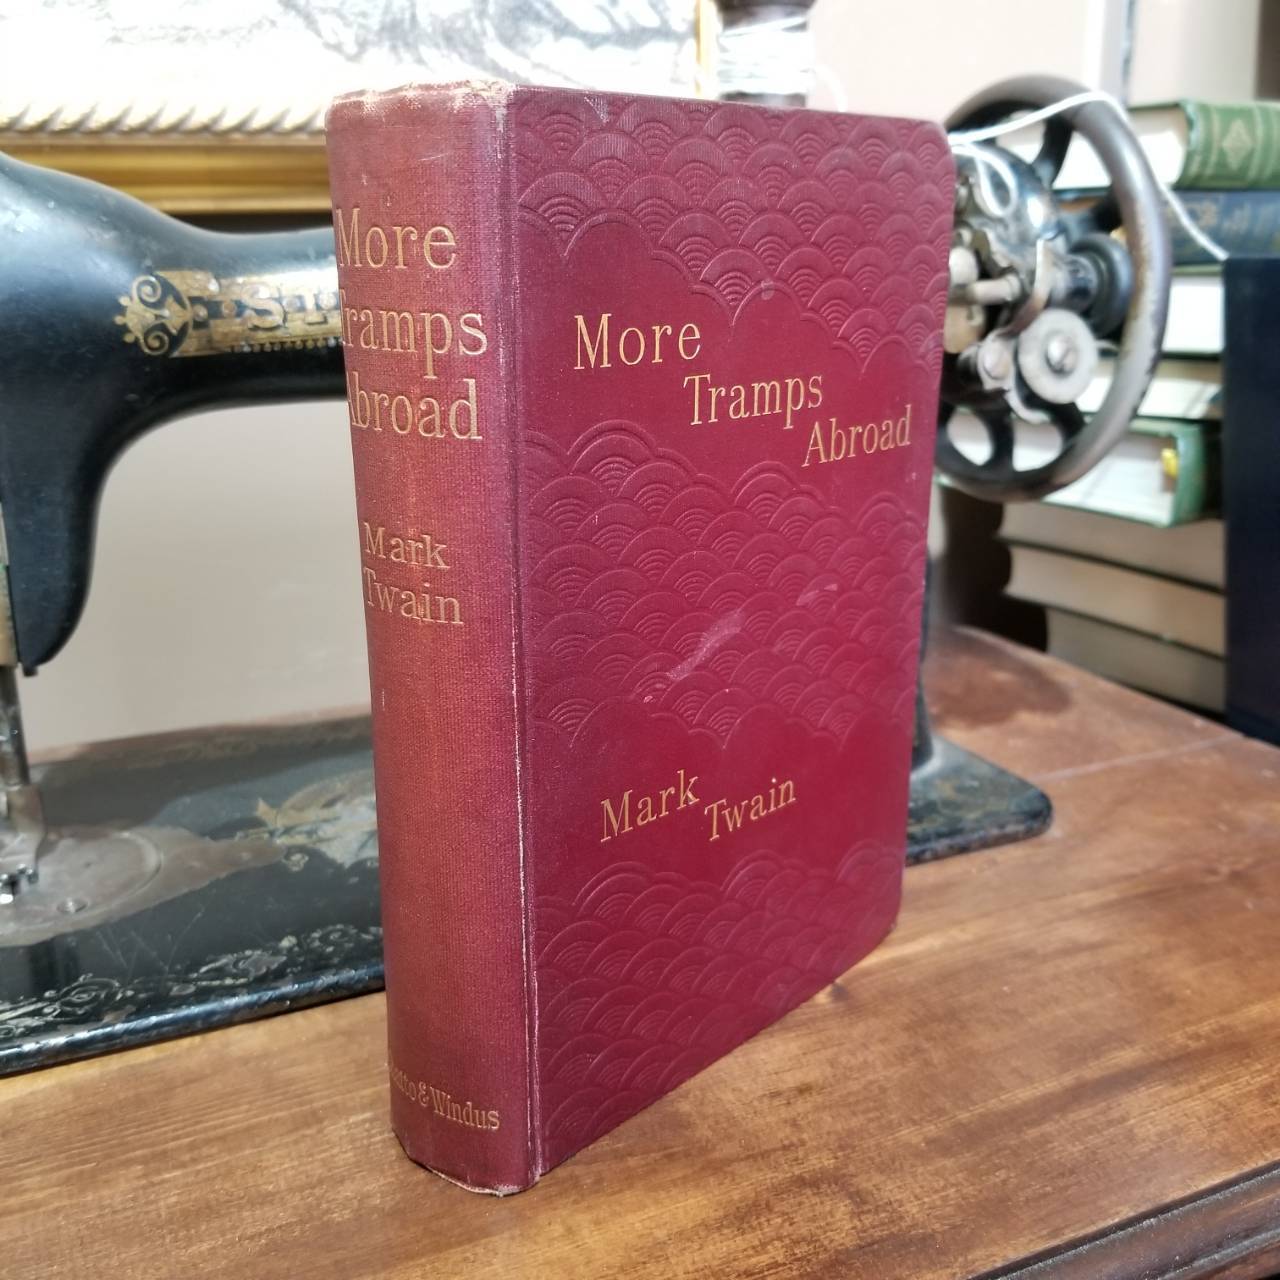 More
Tramps
Abroad
Mark
Twain
& Windus
More
Tramps
Abroad
Mark
Twain